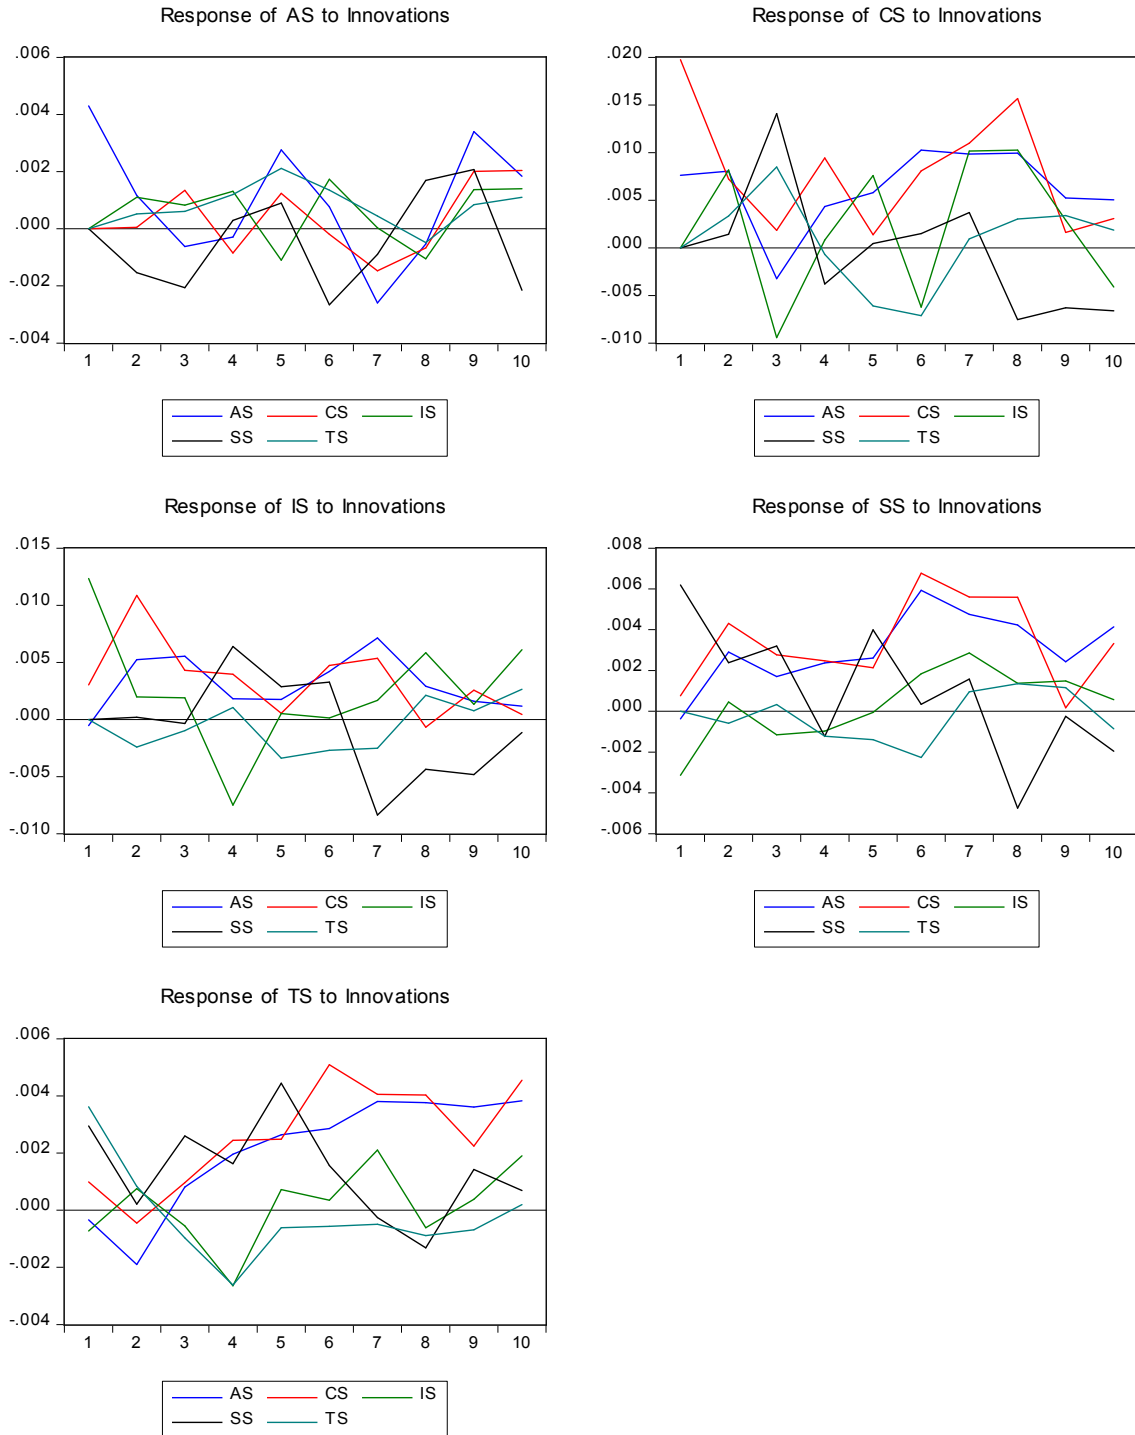 Response of AS to Innovations
.006
.004
.002
.000
-.002
-.004
1 2 3 4 5 6 7 8 9 10
AS CS IS
SS TS
Response of CS to Innovations
.020
.015
.010
.005
.000
-.005
-.010
1 2 3 4 5 6 7 8 9 10
AS CS IS
SS TS
Response of IS to Innovations
.015
.010
.005
.000
-.005
-.010
1 2 3 4 5 6 7 8 9 10
AS CS IS
SS TS
Response of SS to Innovations
.008
.006
.004
.002
.000
-.002
-.004
-.006
1 2 3 4 5 6 7 8 9 10
AS CS IS
SS TS
Response of TS to Innovations
.006
.004
.002
.000
-.002
-.004
1 2 3 4 5 6 7 8 9 10
AS CS IS
SS TS